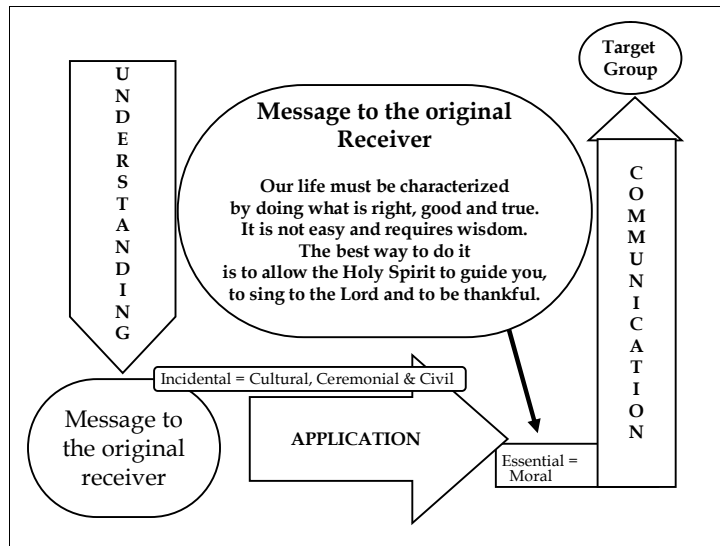 Target
Group
UNDERSTANDING
Message to the original
Receiver
Our life must be characterized
by doing what is right, good and true.
It is not easy and requires wisdom.
The best way to do it
is to allow the Holy Spirit to guide you,
to sing to the Lord and to be thankful.
COMMUNICATION
Incidental = Cultural, Ceremonial & Civil
Message to
the original
receiver
APPLICATION
Essential =
Moral